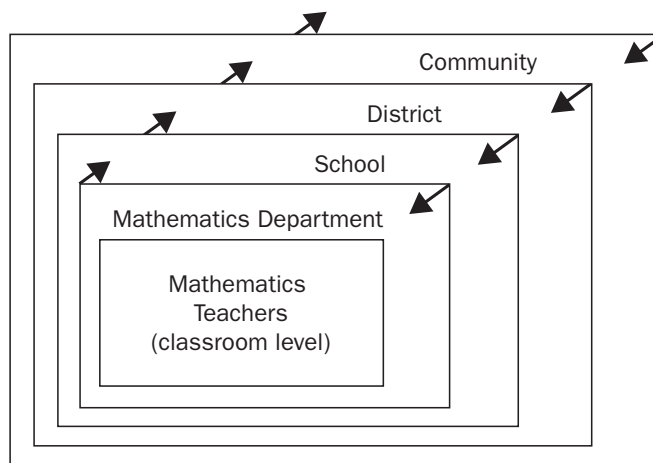 Community
District
School
Mathematics Department
Mathematics
Teachers
(classroom level)